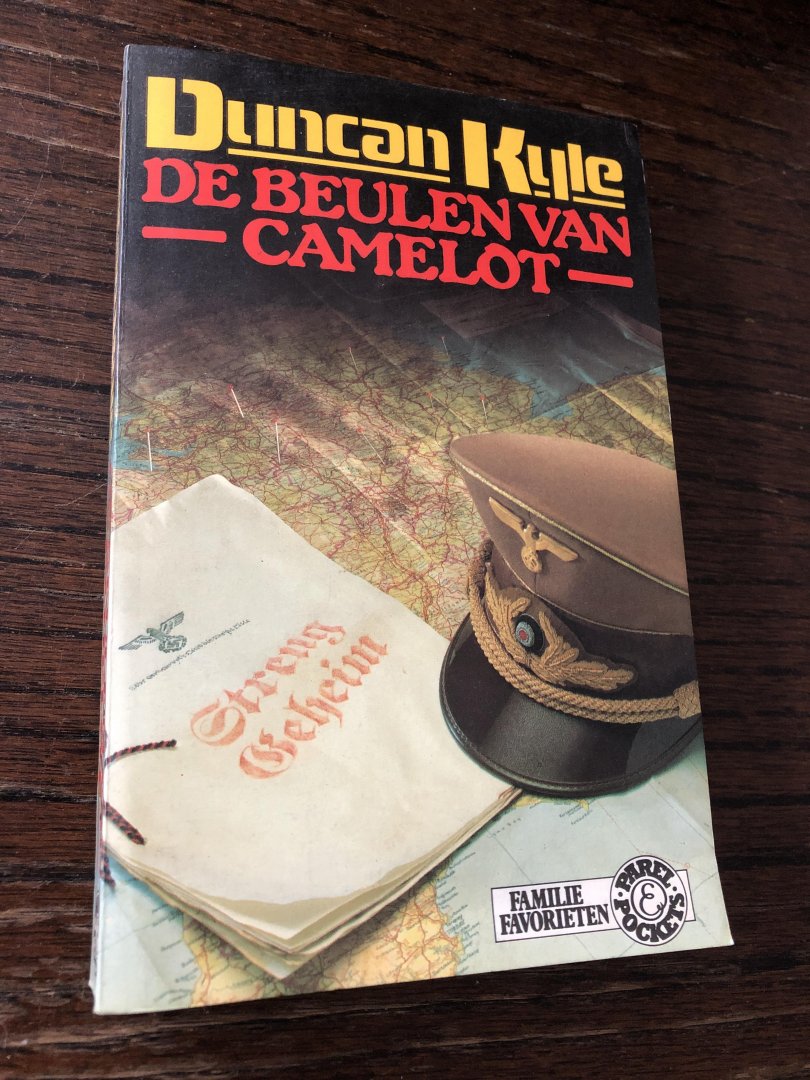 Duncan Kyle
DE BEULEN VAN
CAMELOT
Streng
Geheim
FAMILIE
FAVORIETEN
PAREL
&
POCKETS